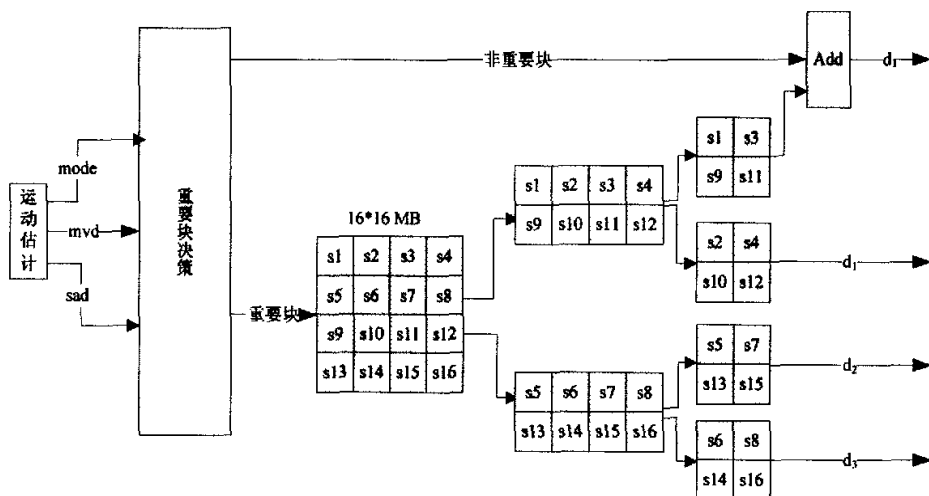 非重要块
Add
d1
mode
运动估计
mvd
sad
重要块决策
重要块
16*16 MB
s1 s2 s3 s4
s5 s6 s7 s8
s9 s10 s11 s12
s13 s14 s15 s16
s1 s2 s3 s4
s9 s10 s11 s12
s5 s6 s7 s8
s13 s14 s15 s16
s1 s3
s9 s11
s2 s4
s10 s12
d1
s5 s7
s13 s15
d2
s6 s8
s14 s16
d3